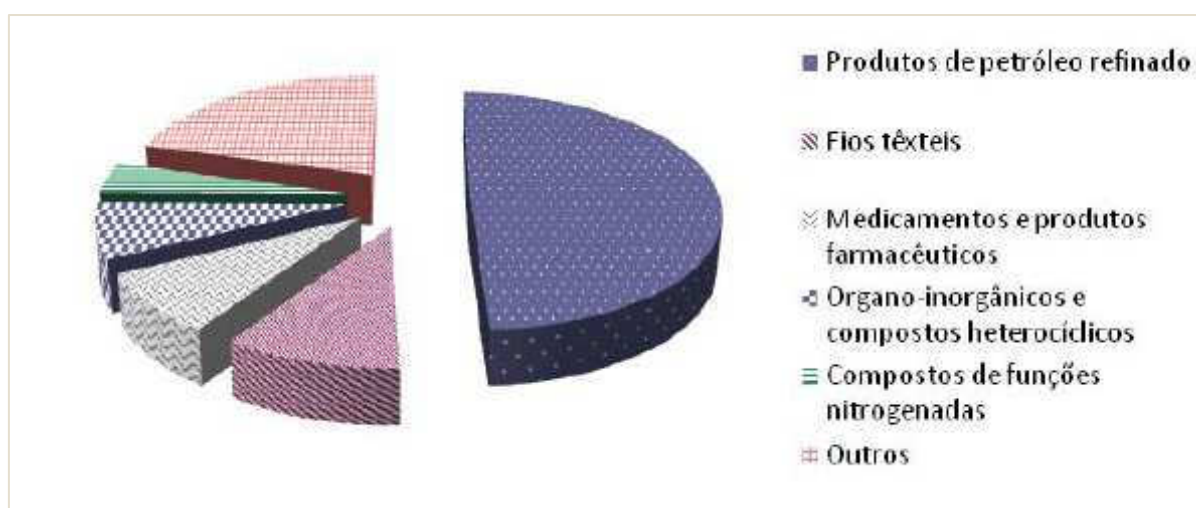 Produtos de petróleo refinado
Fios têxteis
Medicamentos e produtos
farmacêuticos
Organo-inorgânicos e
compostos heterocíclicos
Compostos de funções
nitrogenadas
Outros